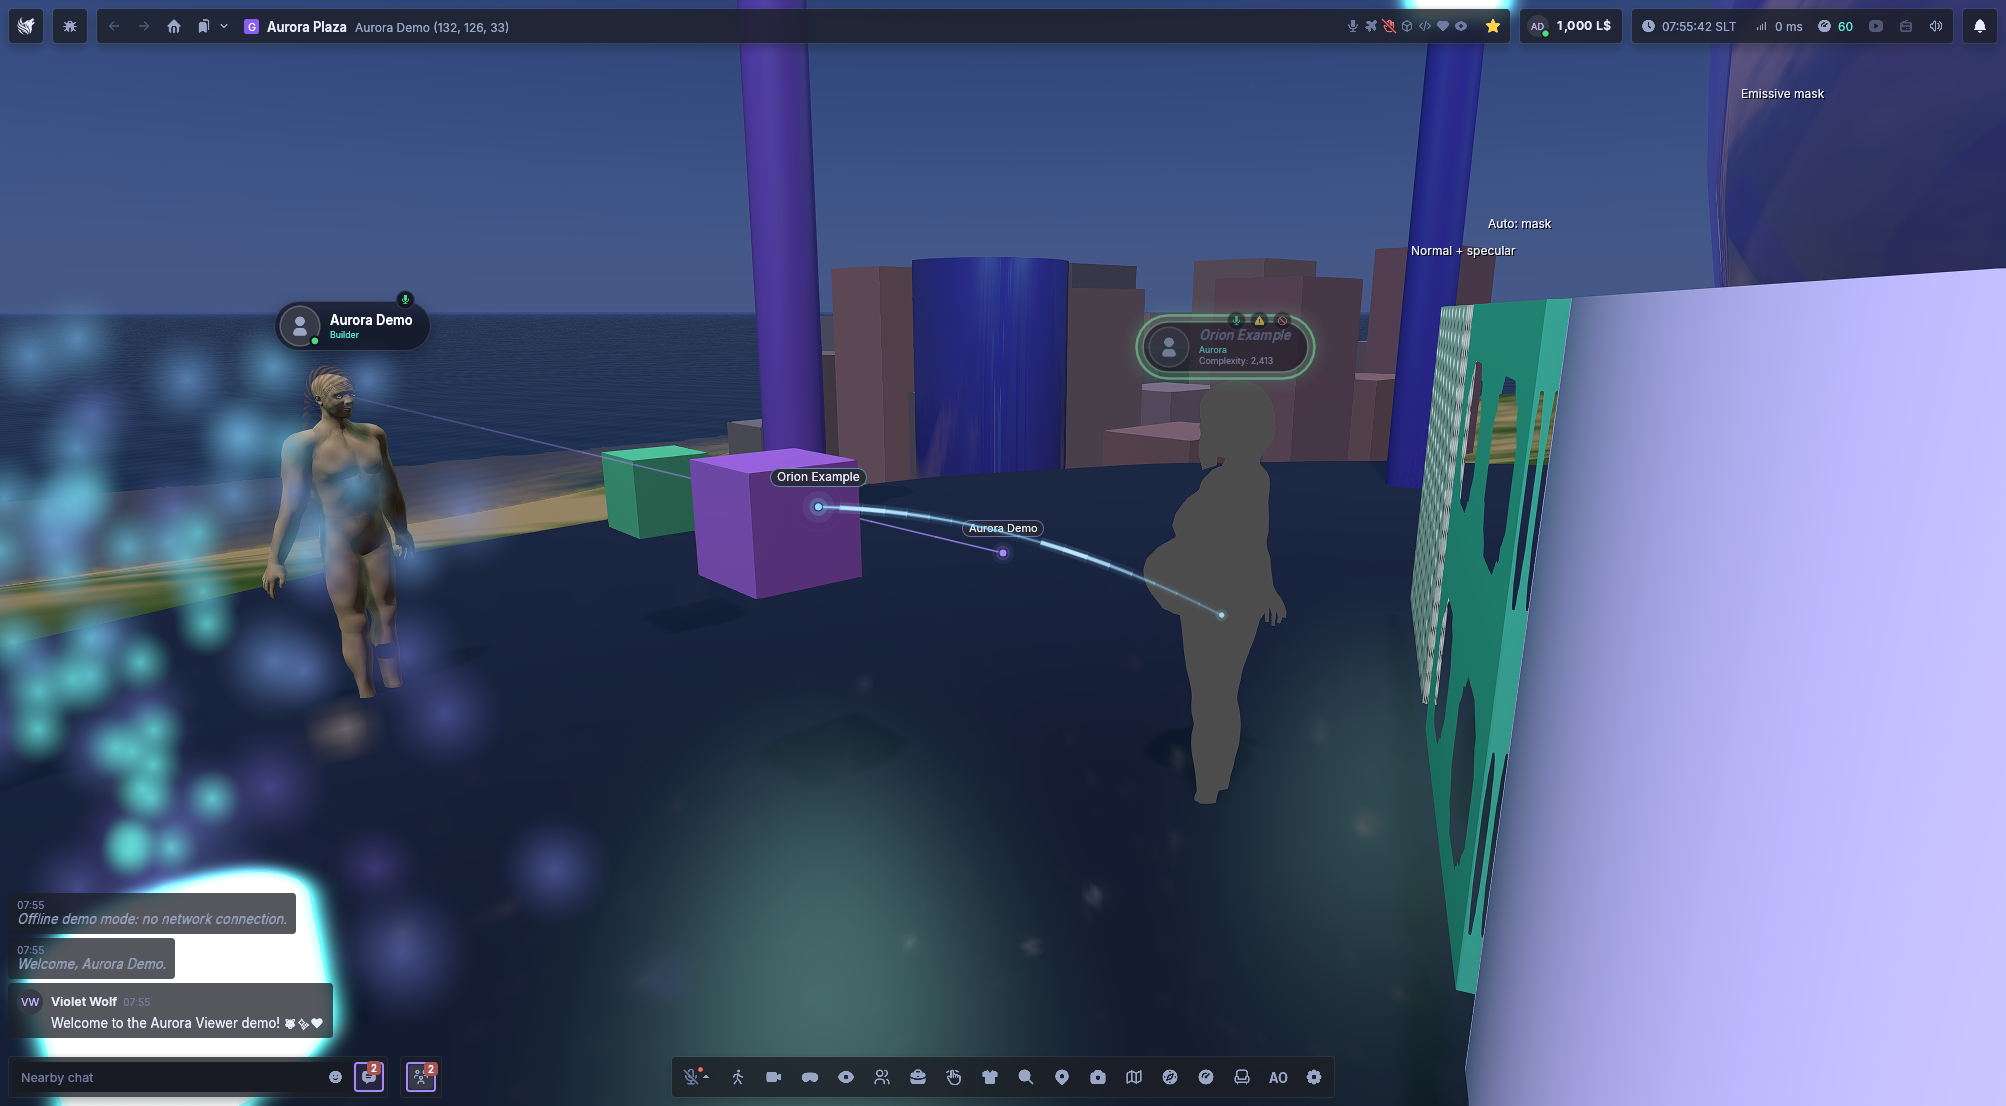 G Aurora Plaza Aurora Demo (132, 126, 33)
AD 1,000 L$
07:55:42 SLT 0 ms 60
Emissive mask
Auto: mask
Normal + specular
Aurora Demo
Builder
Orion Example
Aurora
Complexity: 2,413
Orion Example
Aurora Demo
07:55
Offline demo mode: no network connection.
07:55
Welcome, Aurora Demo.
VW Violet Wolf 07:55
Welcome to the Aurora Viewer demo!
Nearby chat
2
2
AO